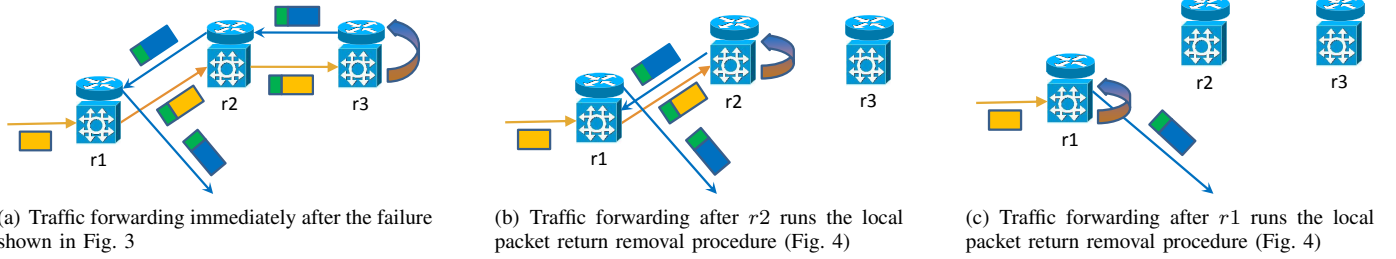 r1
r2
r3
r1
r2
r3
r1
r2
r3
(a) Traffic forwarding immediately after the failure
shown in Fig. 3
(b) Traffic forwarding after r2 runs the local
packet return removal procedure (Fig. 4)
(c) Traffic forwarding after r1 runs the local
packet return removal procedure (Fig. 4)